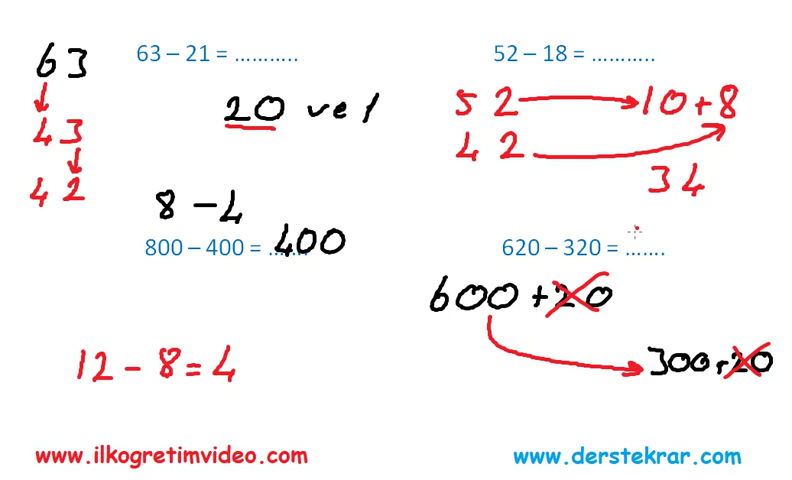 63 – 21 = ………..
63
20 ve 1
43
42
52 – 18 = ………..
52 10+8
42
34
8 – 4
800 – 400 = ....... 400
12 – 8 = 4
620 – 320 = …….
600 + 20
300 + 20
www.ilkogretimvideo.com
www.derstekrar.com